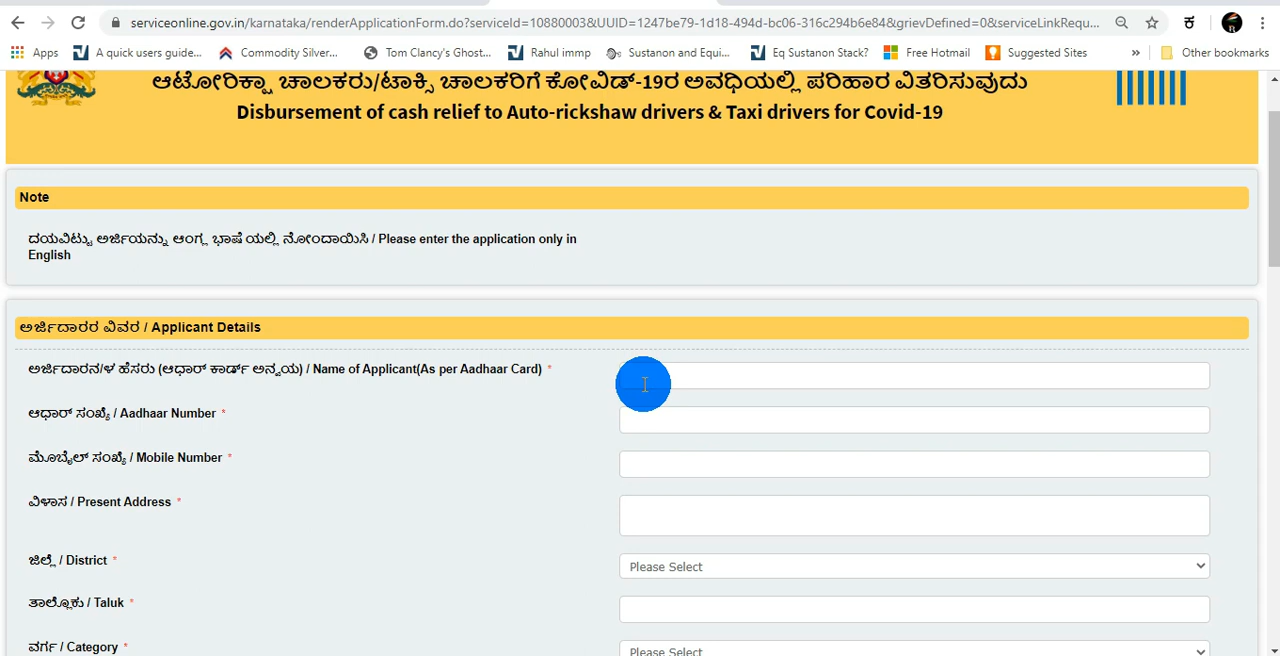 serviceonline.gov.in/karnataka/renderApplicationForm.do?serviceId=10880003&UUID=1247be79-1d18-494d-bc06-316c294b6e84&grievDefined=0&serviceLinkRequ...
Apps A quick users guide... Commodity Silver... Tom Clancy's Ghost... Rahul immp Sustanon and Equi... Eq Sustanon Stack? Free Hotmail Suggested Sites » Other bookmarks
ಆಟೋರಿಕ್ಷಾ ಚಾಲಕರು/ಟಾಕ್ಸಿ ಚಾಲಕರಿಗೆ ಕೋವಿಡ್-19ರ ಅವಧಿಯಲ್ಲಿ ಪರಿಹಾರ ವಿತರಿಸುವುದು
Disbursement of cash relief to Auto-rickshaw drivers & Taxi drivers for Covid-19
Note
ದಯವಿಟ್ಟು ಅರ್ಜಿಯನ್ನು ಆಂಗ್ಲ ಭಾಷೆ ಯಲ್ಲಿ ನೋಂದಾಯಿಸಿ / Please enter the application only in
English
ಅರ್ಜಿದಾರರ ವಿವರ / Applicant Details
ಅರ್ಜಿದಾರನ/ಳ ಹೆಸರು (ಆಧಾರ್ ಕಾರ್ಡ್ ಅನ್ವಯ) / Name of Applicant(As per Aadhaar Card) *
ಆಧಾರ್ ಸಂಖ್ಯೆ / Aadhaar Number *
ಮೊಬೈಲ್ ಸಂಖ್ಯೆ / Mobile Number *
ವಿಳಾಸ / Present Address *
ಜಿಲ್ಲೆ / District * Please Select
ತಾಲ್ಲೋಕು / Taluk *
ವರ್ಗ / Category * Please Select